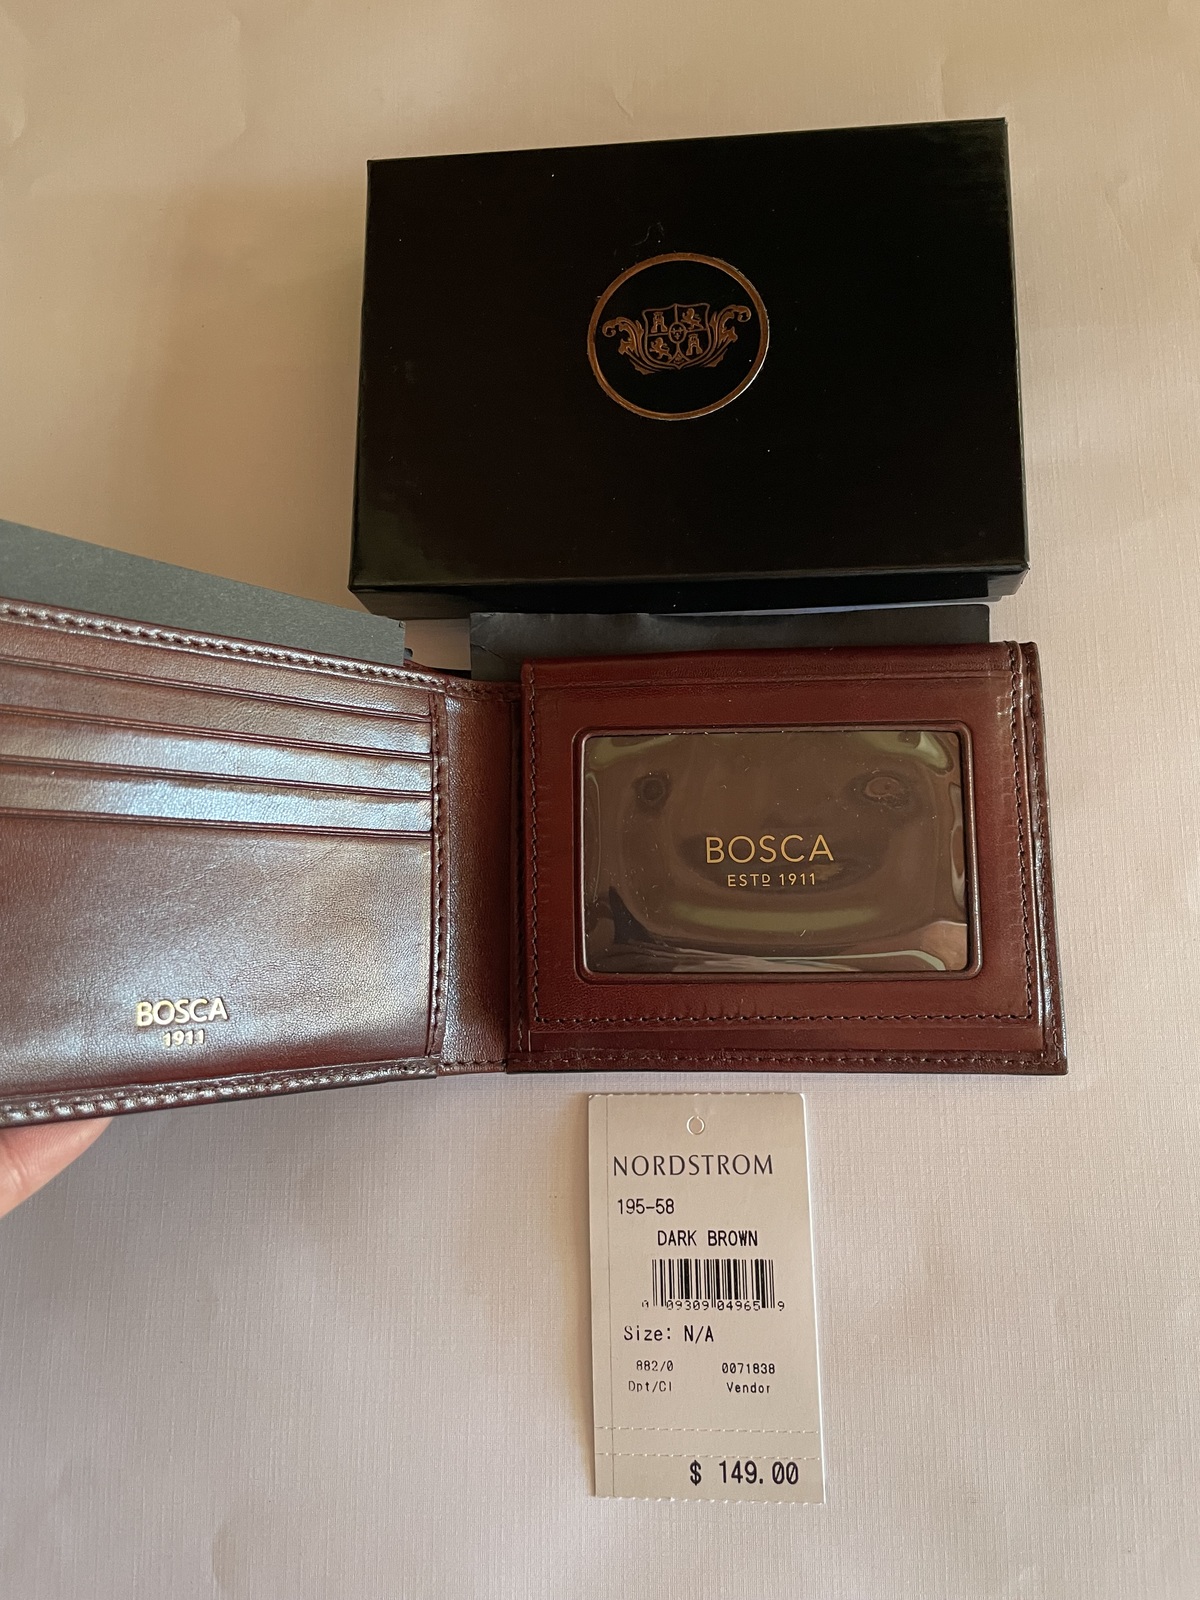 BOSCA
ESTD 1911
BOSCA
1911
NORDSTROM
195-58
DARK BROWN
0 09309 04965 9
Size: N/A
882/0 0071838
Dpt/Cl Vendor
$ 149.00